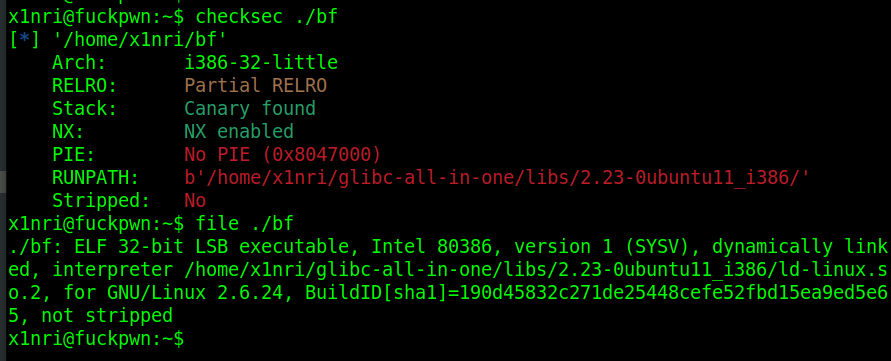 x1nri@fuckpwn:~$ checksec ./bf
[*] '/home/x1nri/bf'
    Arch:       i386-32-little
    RELRO:      Partial RELRO
    Stack:      Canary found
    NX:         NX enabled
    PIE:        No PIE (0x8047000)
    RUNPATH:    b'/home/x1nri/glibc-all-in-one/libs/2.23-0ubuntu11_i386/'
    Stripped:   No
x1nri@fuckpwn:~$ file ./bf
./bf: ELF 32-bit LSB executable, Intel 80386, version 1 (SYSV), dynamically link
ed, interpreter /home/x1nri/glibc-all-in-one/libs/2.23-0ubuntu11_i386/ld-linux.s
o.2, for GNU/Linux 2.6.24, BuildID[sha1]=190d45832c271de25448cefe52fbd15ea9ed5e6
5, not stripped
x1nri@fuckpwn:~$